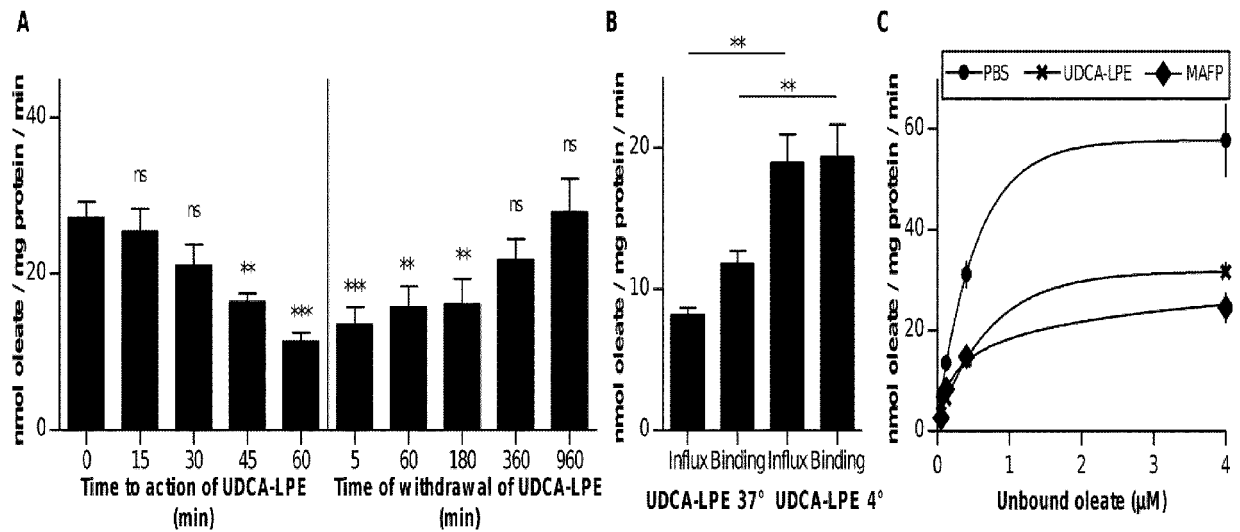 A
nmol oleate / mg protein / min
40
20
0
ns
ns
**
***
***
**
**
ns
ns
0 15 30 45 60 5 60 180 360 960
Time to action of UDCA-LPE
(min)
Time of withdrawal of UDCA-LPE
(min)
B
nmol oleate / mg protein / min
20
10
0
**
**
Influx Binding Influx Binding
UDCA-LPE 37° UDCA-LPE 4°
C
PBS UDCA-LPE MAFP
nmol oleate / mg protein / min
60
40
20
0
0 1 2 3 4
Unbound oleate (μM)